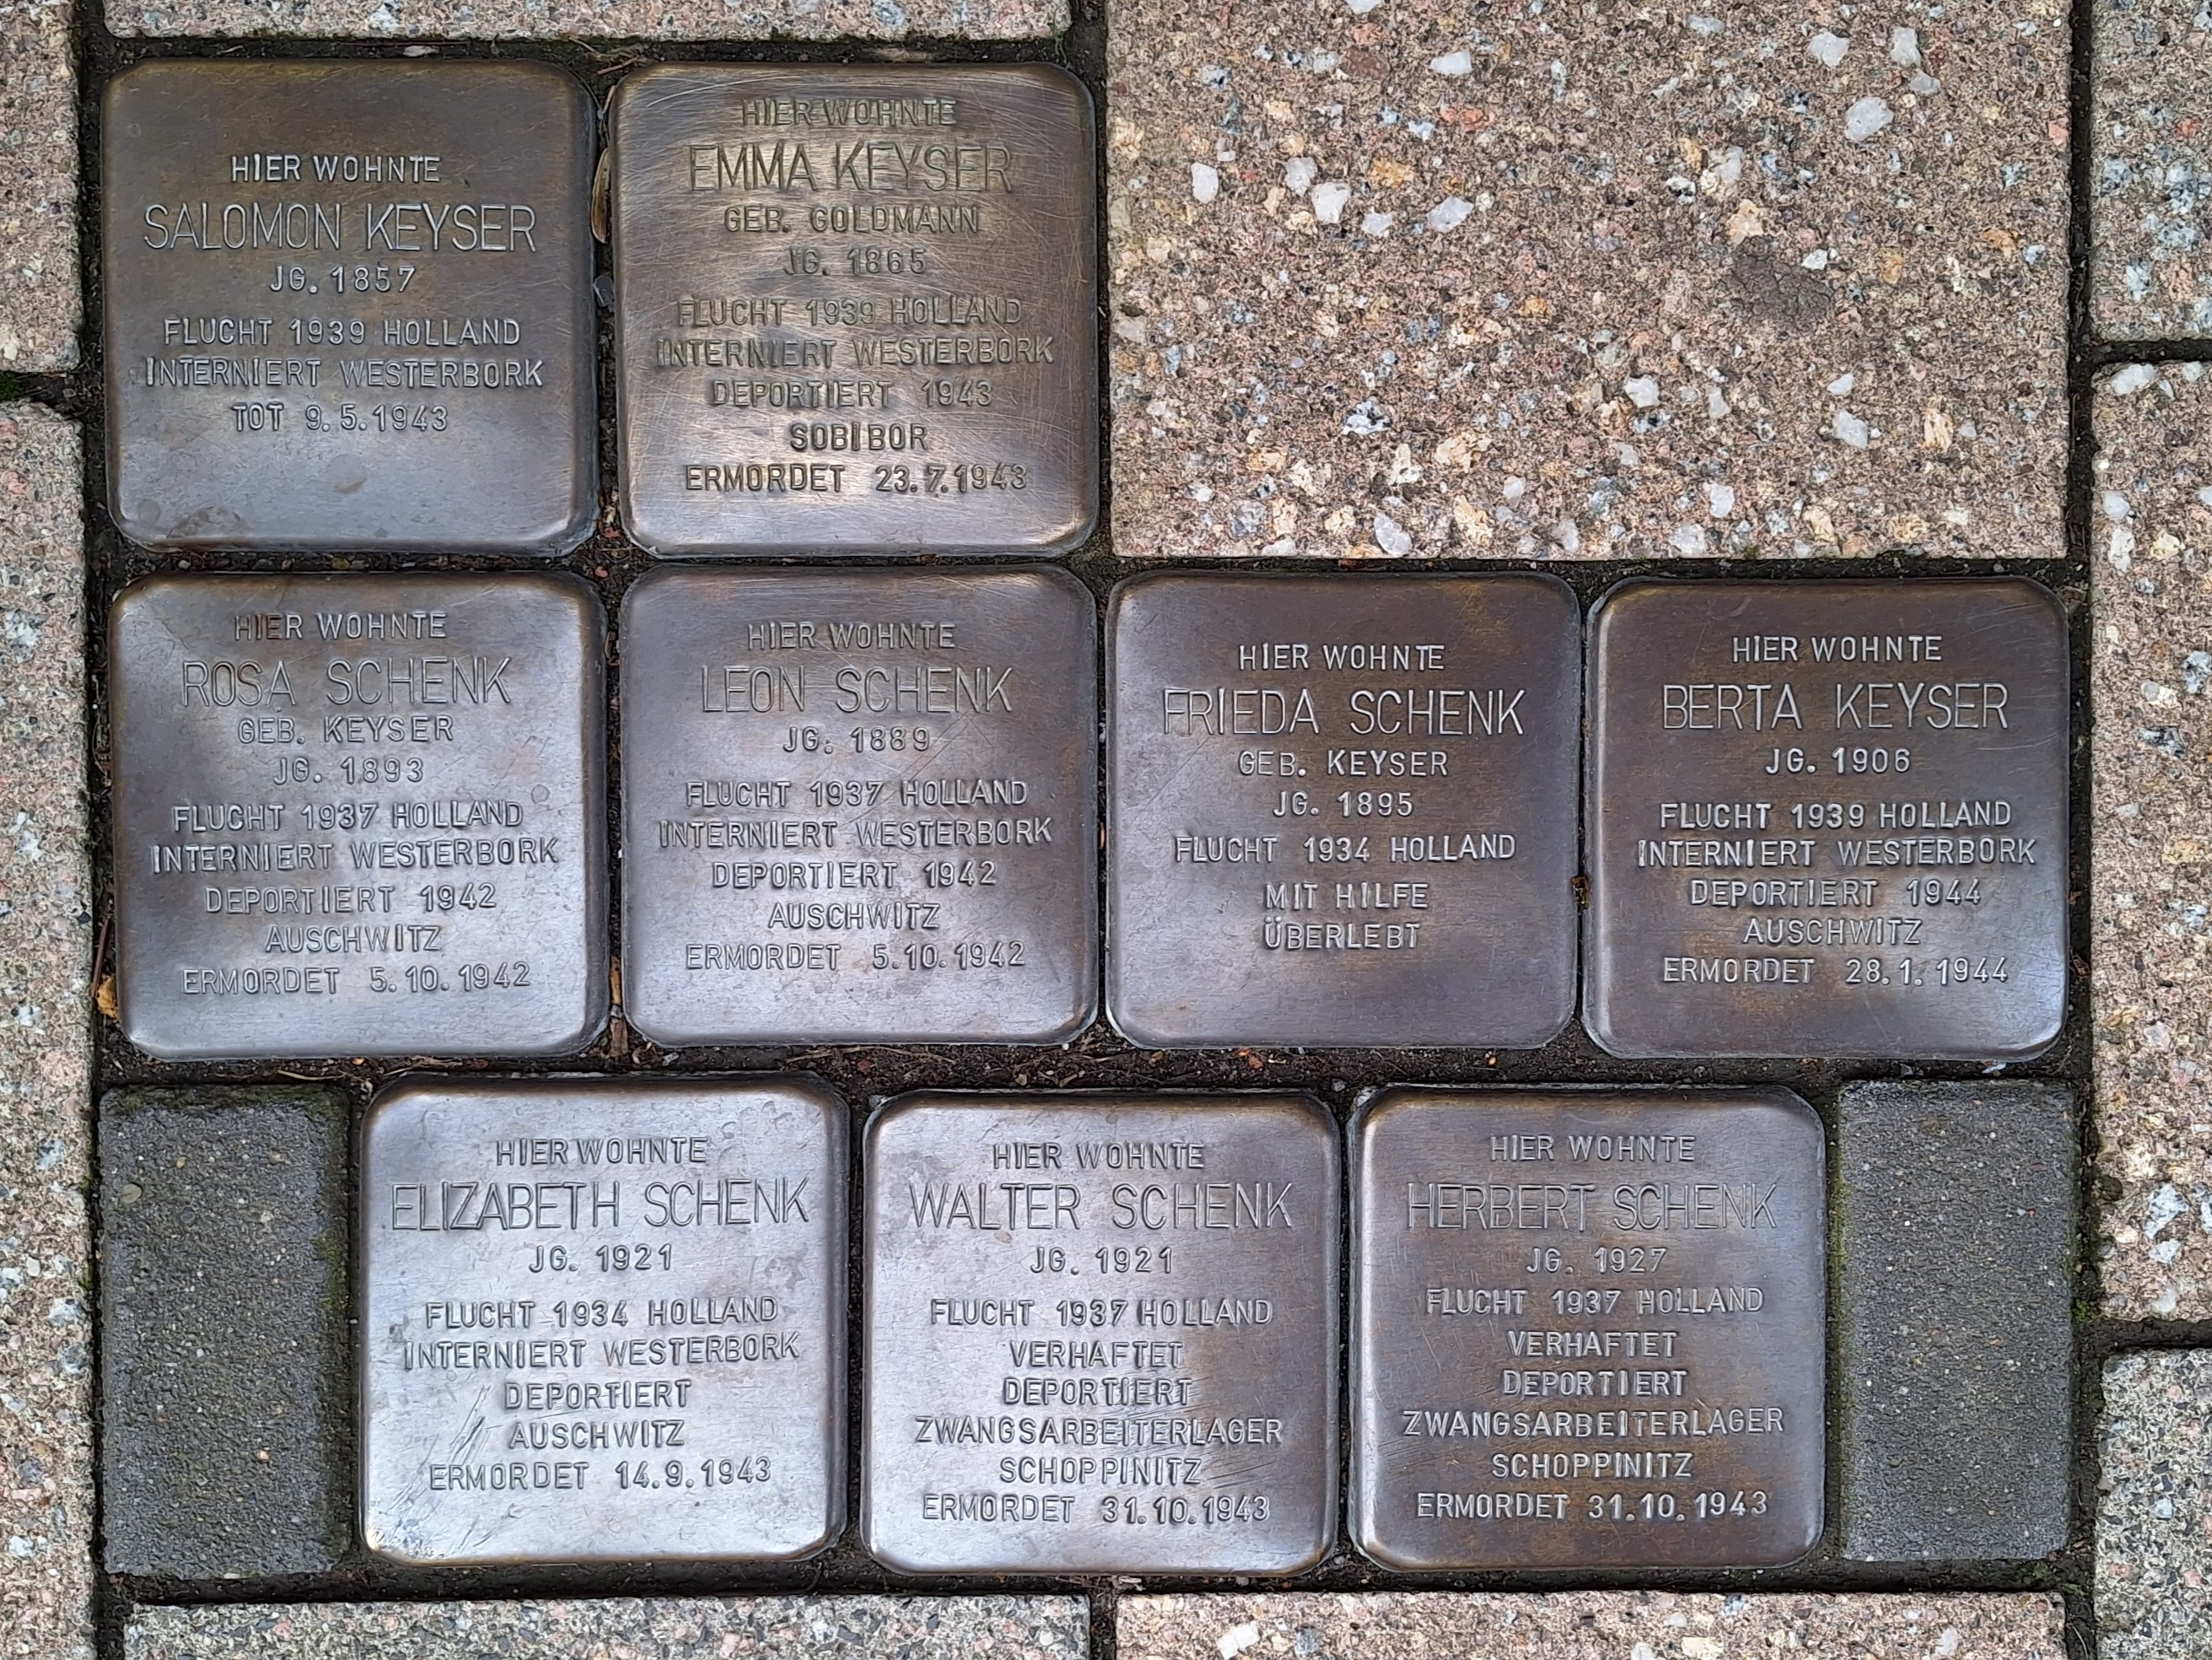 HIER WOHNTE
SALOMON KEYSER
JG. 1857
FLUCHT 1939 HOLLAND
INTERNIERT WESTERBORK
TOT 9.5.1943
HIER WOHNTE
EMMA KEYSER
GEB. GOLDMANN
JG. 1865
FLUCHT 1939 HOLLAND
INTERNIERT WESTERBORK
DEPORTIERT 1943
SOBIBOR
ERMORDET 23.7.1943
HIER WOHNTE
ROSA SCHENK
GEB. KEYSER
JG. 1893
FLUCHT 1937 HOLLAND
INTERNIERT WESTERBORK
DEPORTIERT 1942
AUSCHWITZ
ERMORDET 5.10.1942
HIER WOHNTE
LEON SCHENK
JG. 1889
FLUCHT 1937 HOLLAND
INTERNIERT WESTERBORK
DEPORTIERT 1942
AUSCHWITZ
ERMORDET 5.10.1942
HIER WOHNTE
FRIEDA SCHENK
GEB. KEYSER
JG. 1895
FLUCHT 1934 HOLLAND
MIT HILFE
ÜBERLEBT
HIER WOHNTE
BERTA KEYSER
JG. 1906
FLUCHT 1939 HOLLAND
INTERNIERT WESTERBORK
DEPORTIERT 1944
AUSCHWITZ
ERMORDET 28.1.1944
HIER WOHNTE
ELIZABETH SCHENK
JG. 1921
FLUCHT 1934 HOLLAND
INTERNIERT WESTERBORK
DEPORTIERT
AUSCHWITZ
ERMORDET 14.9.1943
HIER WOHNTE
WALTER SCHENK
JG. 1921
FLUCHT 1937 HOLLAND
VERHAFTET
DEPORTIERT
ZWANGSARBEITERLAGER
SCHOPPINITZ
ERMORDET 31.10.1943
HIER WOHNTE
HERBERT SCHENK
JG. 1927
FLUCHT 1937 HOLLAND
VERHAFTET
DEPORTIERT
ZWANGSARBEITERLAGER
SCHOPPINITZ
ERMORDET 31.10.1943